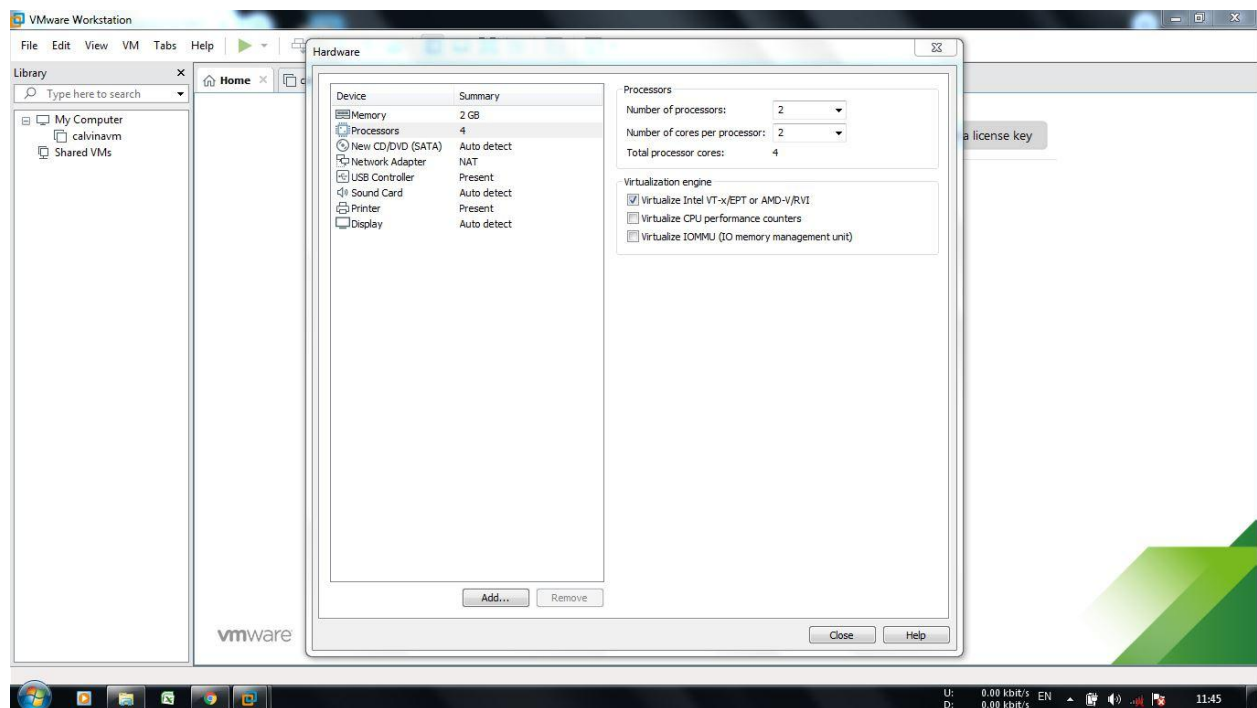 VMware Workstation
File Edit View VM Tabs Help
Library
Type here to search
My Computer
calvinavm
Shared VMs
Home
a license key
Hardware
Device Summary
Memory 2 GB
Processors 4
New CD/DVD (SATA) Auto detect
Network Adapter NAT
USB Controller Present
Sound Card Auto detect
Printer Present
Display Auto detect
Add... Remove
Processors
Number of processors: 2
Number of cores per processor: 2
Total processor cores: 4
Virtualization engine
Virtualize Intel VT-x/EPT or AMD-V/RVI
Virtualize CPU performance counters
Virtualize IOMMU (IO memory management unit)
Close Help
vmware
U: 0.00 kbit/s
D: 0.00 kbit/s
EN
11:45